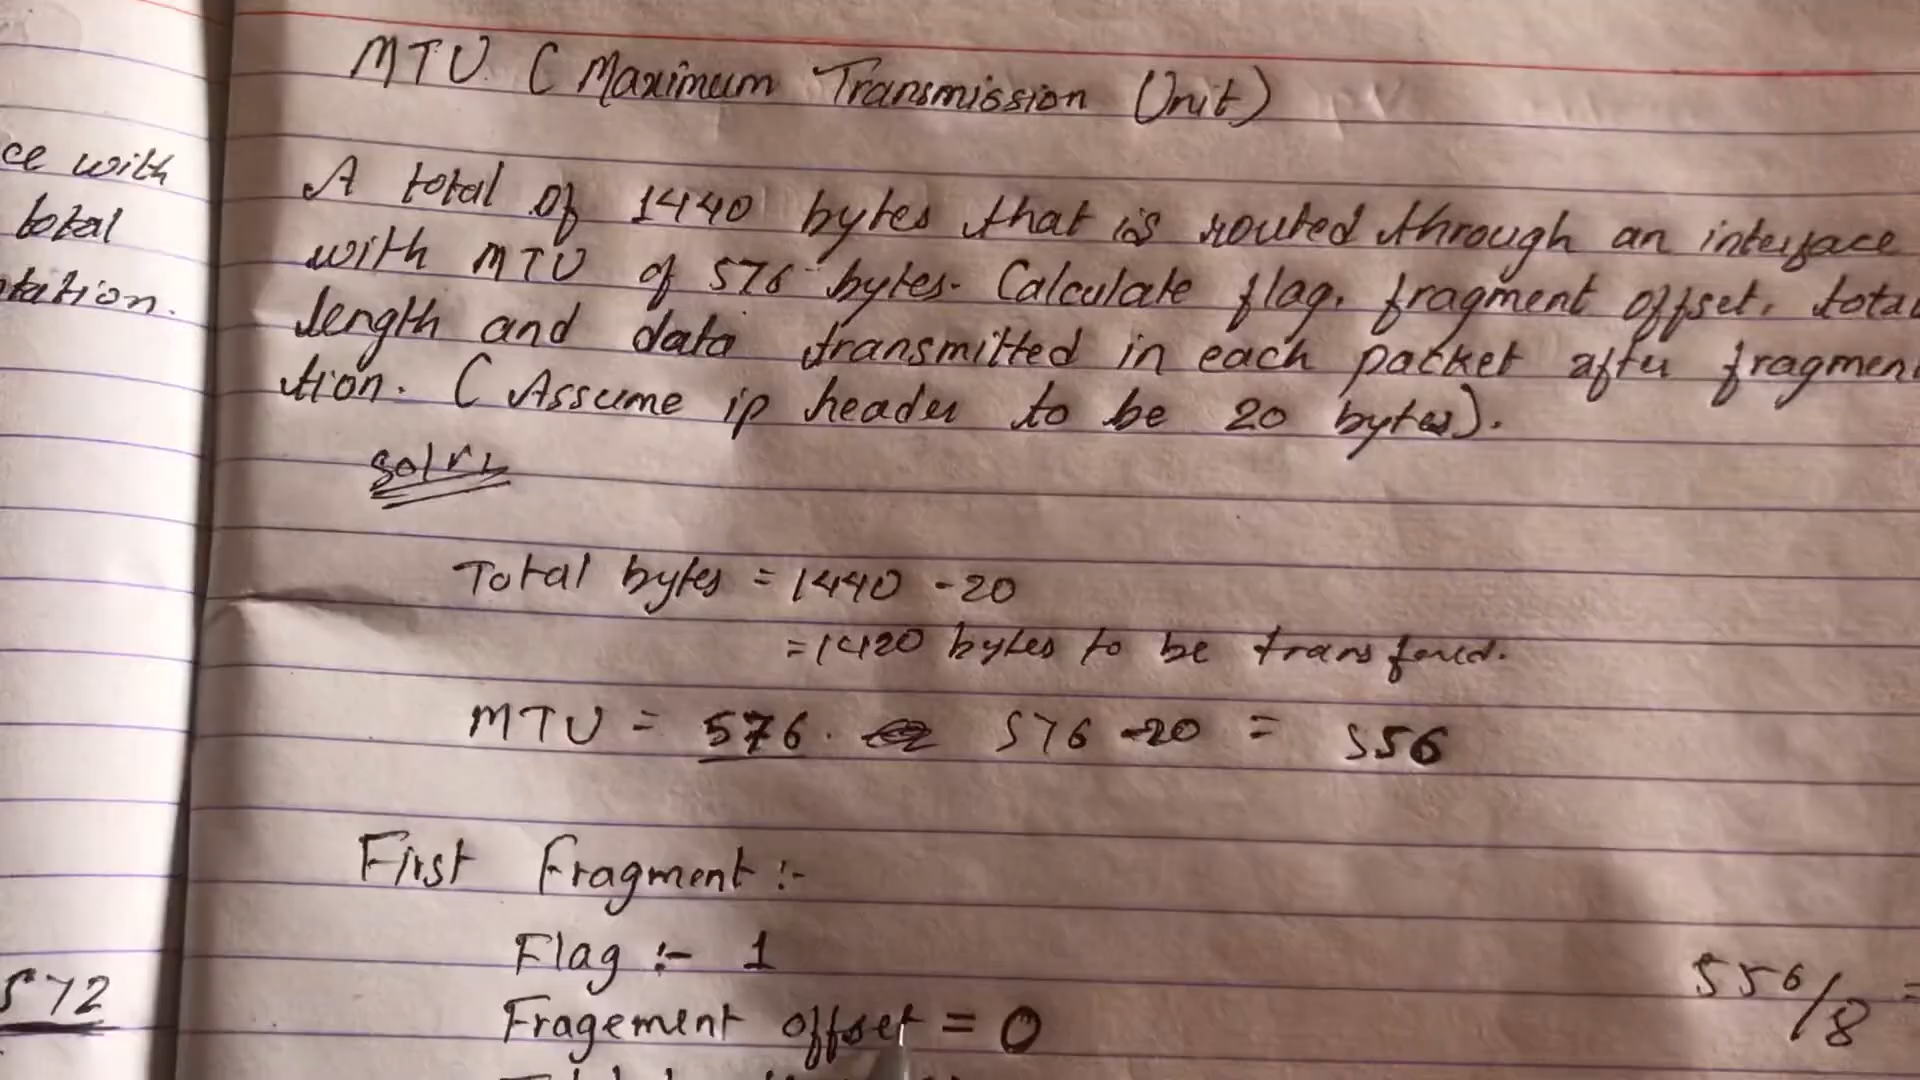 ce with
total
tation.
572
MTU ( Maximum Transmission Unit)
A total of 1440 bytes that is routed through an interface
with MTU of 576 bytes. Calculate flag, fragment offset, total
length and data transmitted in each packet after fragmen
tion. ( Assume ip header to be 20 bytes).
soln
Total bytes = 1440 - 20
= 1420 bytes to be
MTU = 576. 576 - 20 = 556
First Fragment :-
Flag :- 1
556/8 =
Fragement offset = 0